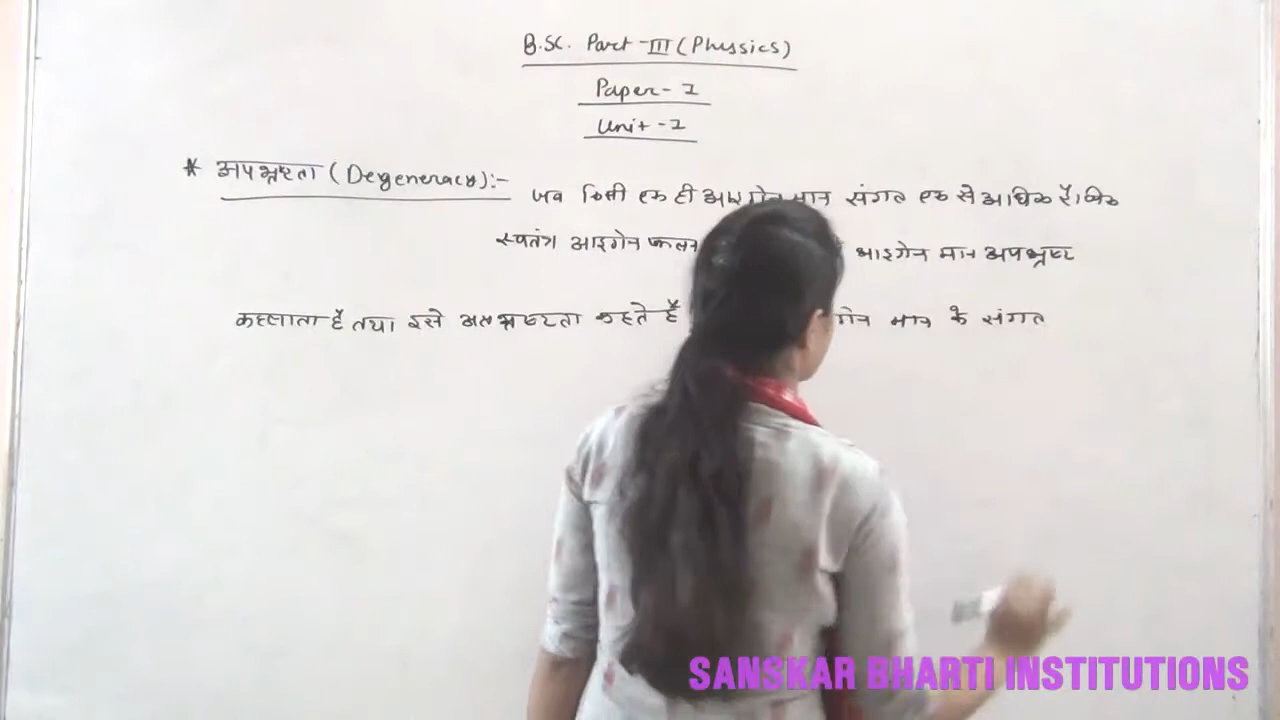 B.Sc. Part-III (Physics)
Paper-I
Unit-I
* अपभ्रष्टता (Degeneracy):- जब किसी एक ही आइगेन मान संगत एक से अधिक रैखिक
स्वतंत्र आइगेन फलन आइगेन मान अपभ्रष्ट
कहलाता है तथा इसे अपभ्रष्टता कहते हैं मान के संगत
SANSKAR BHARTI INSTITUTIONS